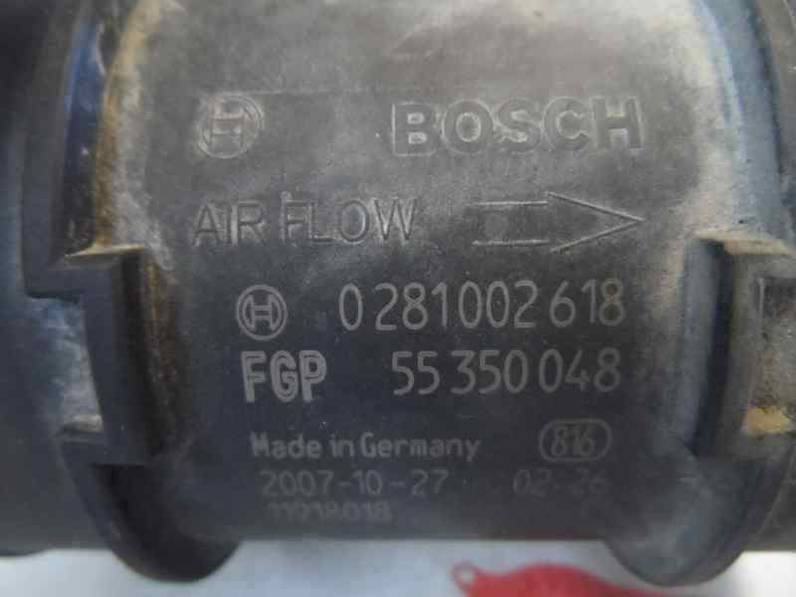 BOSCH
AIR FLOW
0 281 002 618
FGP 55 350 048
Made in Germany 816
2007-10-27 02-26
11918018